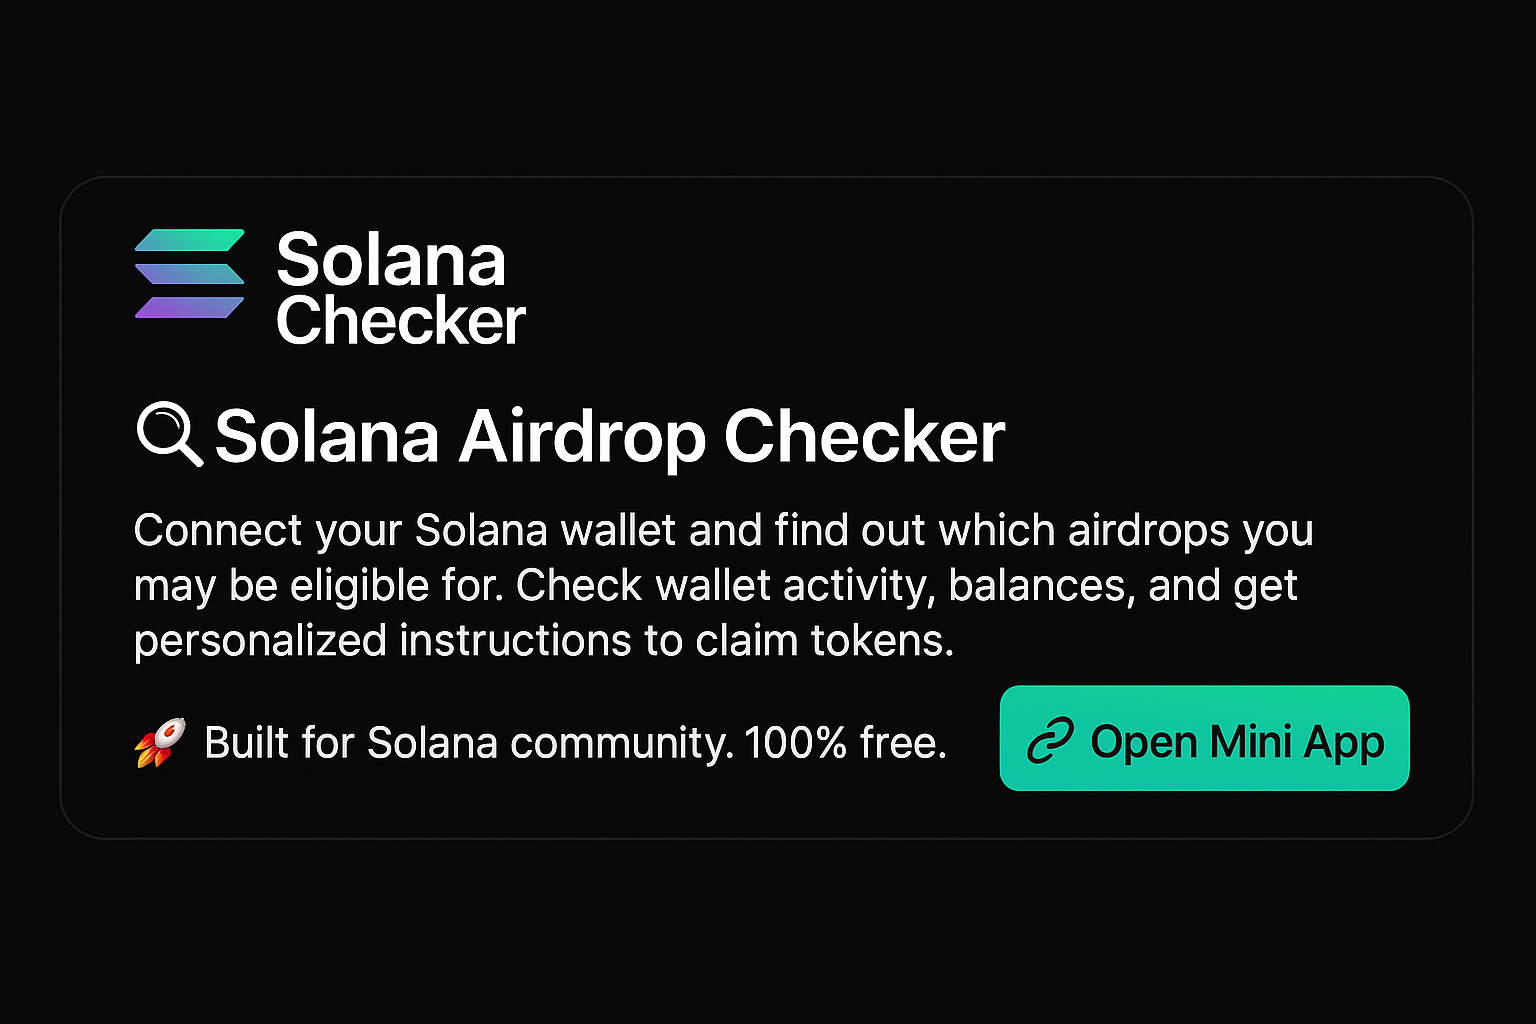 Solana
Checker
Solana Airdrop Checker
Connect your Solana wallet and find out which airdrops you
may be eligible for. Check wallet activity, balances, and get
personalized instructions to claim tokens.
Built for Solana community. 100% free.
Open Mini App